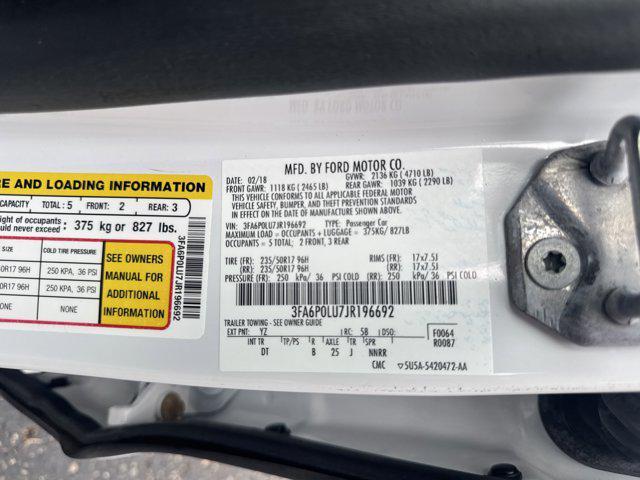 RE AND LOADING INFORMATION
CAPACITY TOTAL: 5 FRONT: 2 REAR: 3
ght of occupants
ould never exceed: 375 kg or 827 lbs.
SIZE COLD TIRE PRESSURE
50R17 96H 250 KPA, 36 PSI
50R17 96H 250 KPA, 36 PSI
NONE NONE
SEE OWNERS
MANUAL FOR
ADDITIONAL
INFORMATION
3FA6P0LU7JR196692
MFD. BY FORD MOTOR CO.
DATE: 02/18 GVWR: 2136 KG ( 4710 LB)
FRONT GAWR: 1118 KG ( 2465 LB) REAR GAWR: 1039 KG ( 2290 LB)
THIS VEHICLE CONFORMS TO ALL APPLICABLE FEDERAL MOTOR
VEHICLE SAFETY, BUMPER, AND THEFT PREVENTION STANDARDS
IN EFFECT ON THE DATE OF MANUFACTURE SHOWN ABOVE.
VIN: 3FA6P0LU7JR196692 TYPE: Passenger Car
MAXIMUM LOAD = OCCUPANTS + LUGGAGE = 375KG/ 827LB
OCCUPANTS = 5 TOTAL: 2 FRONT, 3 REAR
TIRE (FR): 235/50R17 96H (FR): 17x7.5J
(RR): 235/50R17 96H (RR): 17x7.5J
PRESSURE (FR): 250 kPa/ 36 PSI COLD (RR): 250 kPa/ 36 PSI COLD
3FA6P0LU7JR196692
TRAILER TOWING - SEE OWNER GUIDE
EXT PNT: YZ RC: 58 DSO: F0064
INT TR TP/PS R AXLE TR SPR R0087
DT B 25 J NNRR
CMC 5U5A-5420472-AA